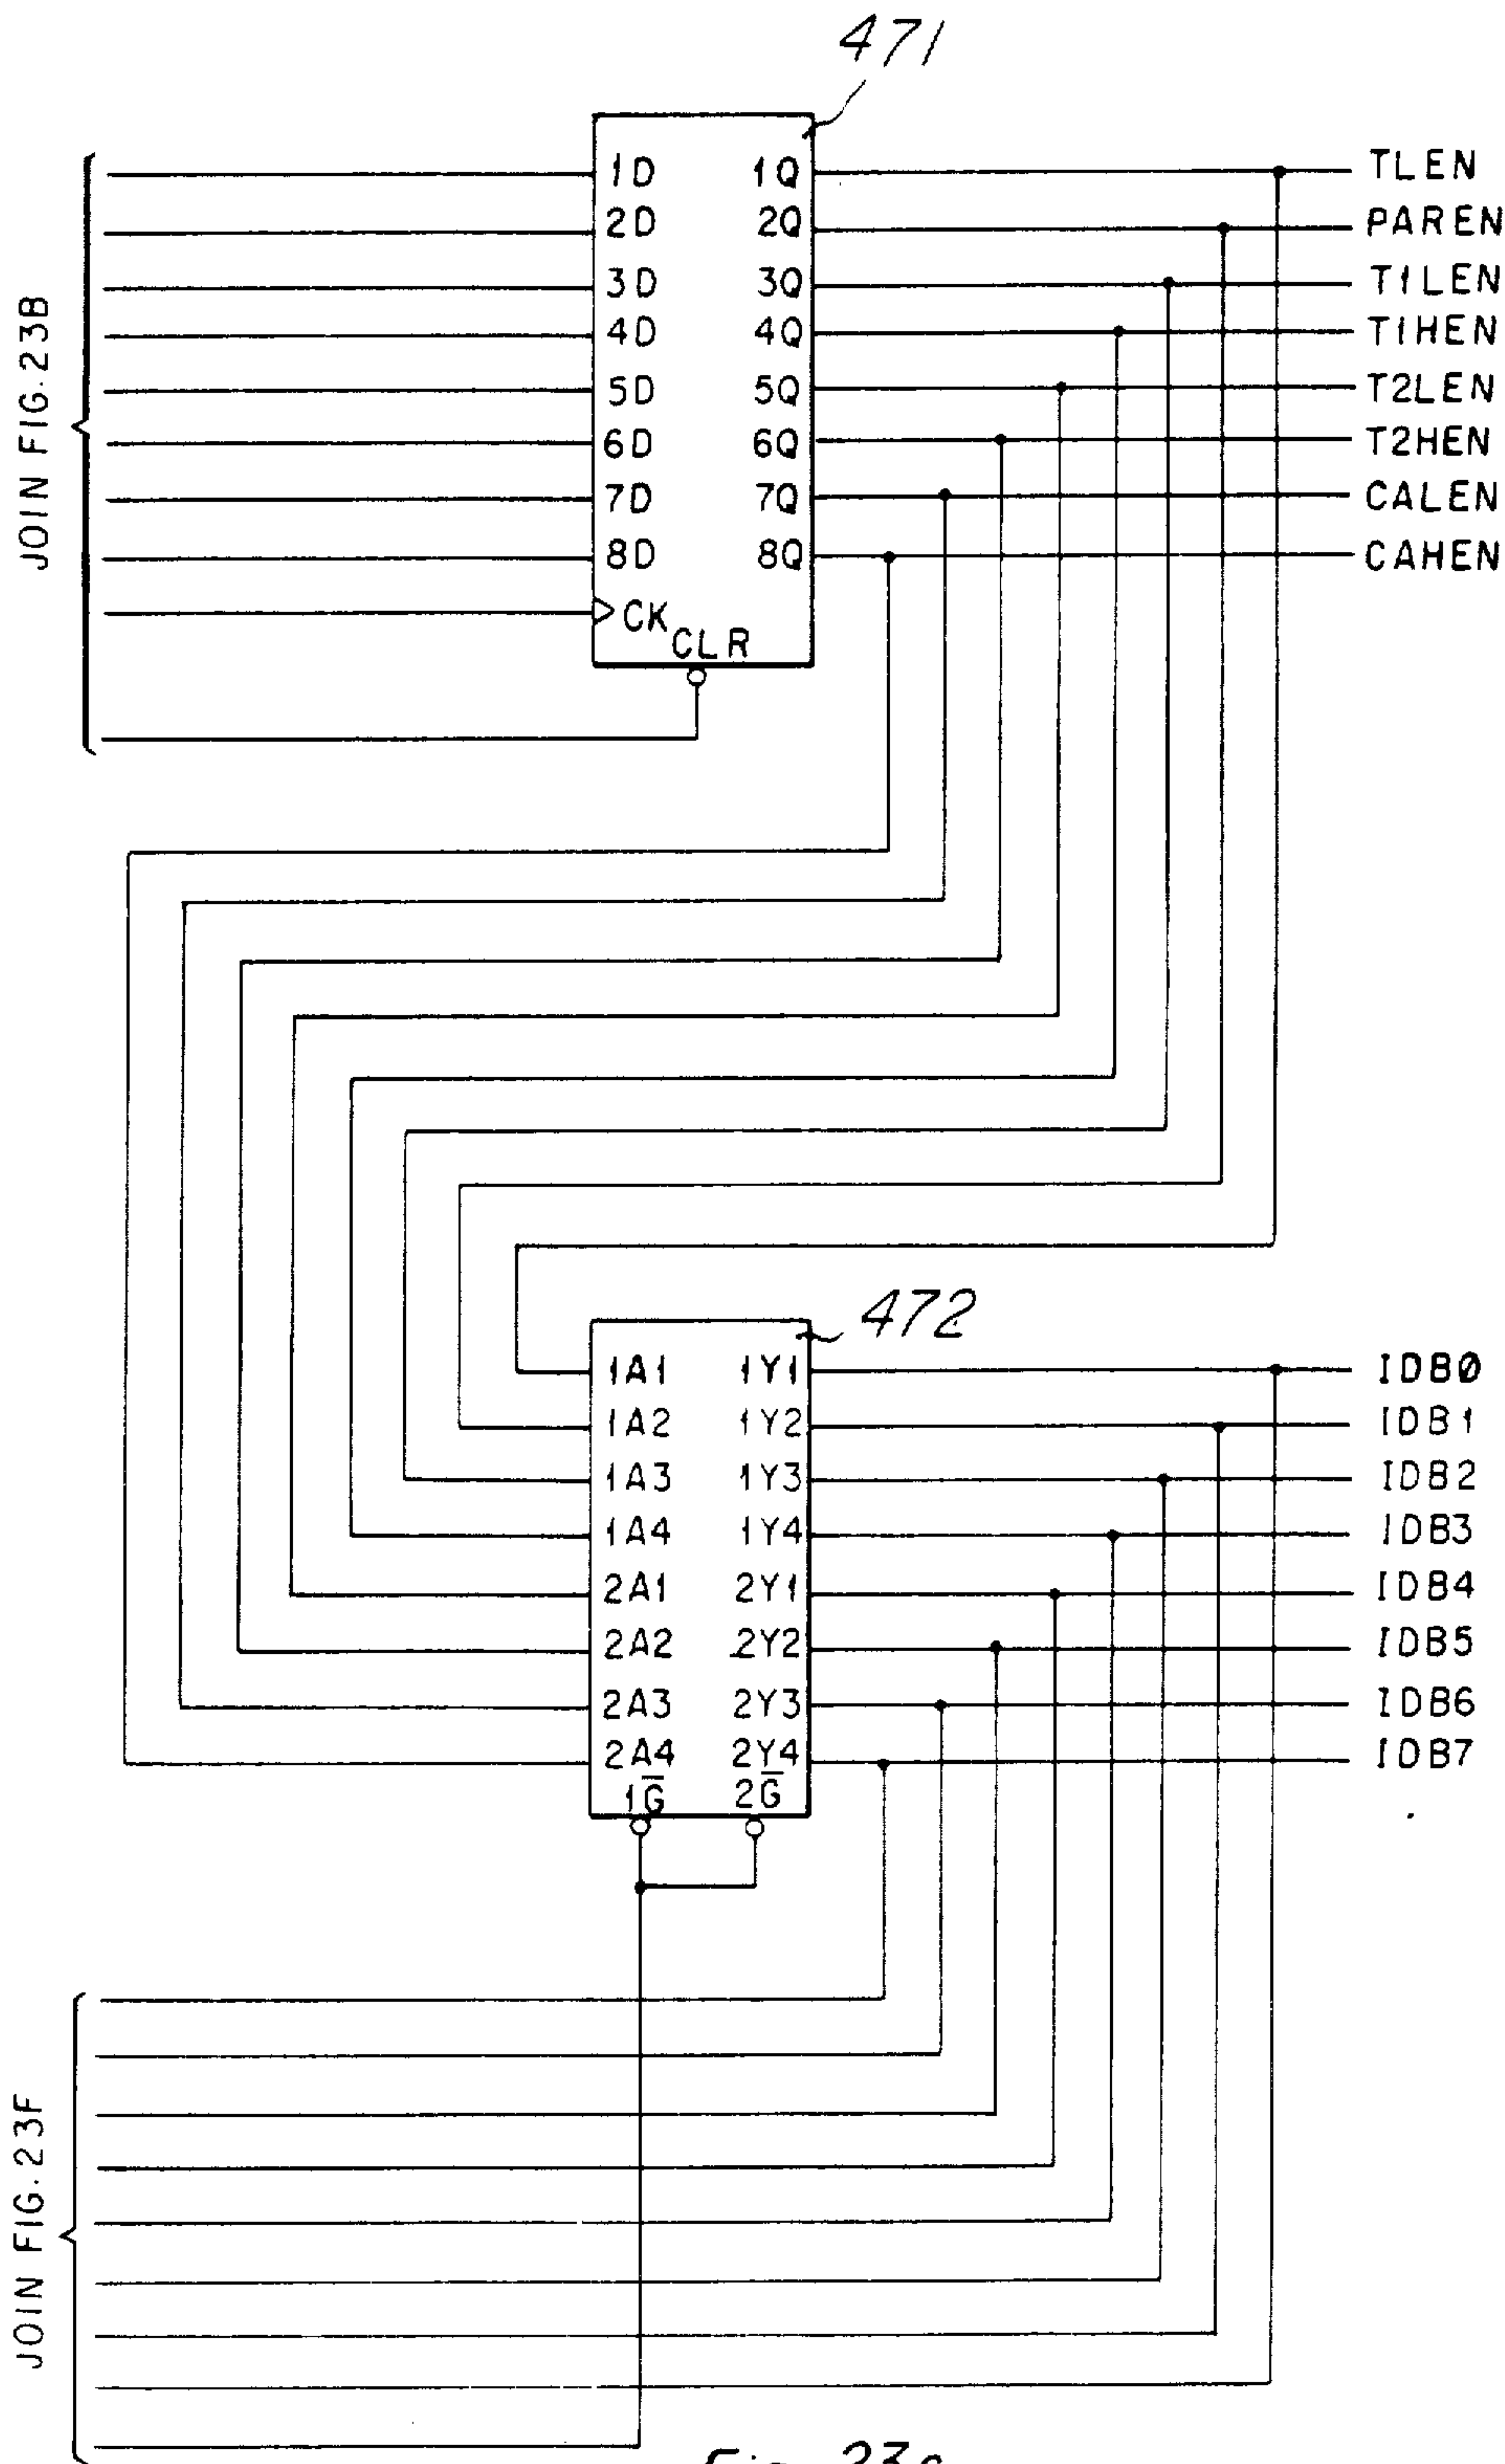 471
1D 1Q TLEN
2D 2Q PAREN
3D 3Q T1LEN
4D 4Q T1HEN
5D 5Q T2LEN
6D 6Q T2HEN
7D 7Q CALEN
8D 8Q CAHEN
CK
CLR
JOIN FIG.23B
472
1A1 1Y1 IDB0
1A2 1Y2 IDB1
1A3 1Y3 IDB2
1A4 1Y4 IDB3
2A1 2Y1 IDB4
2A2 2Y2 IDB5
2A3 2Y3 IDB6
2A4 2Y4 IDB7
1G̅ 2G̅
JOIN FIG.23F